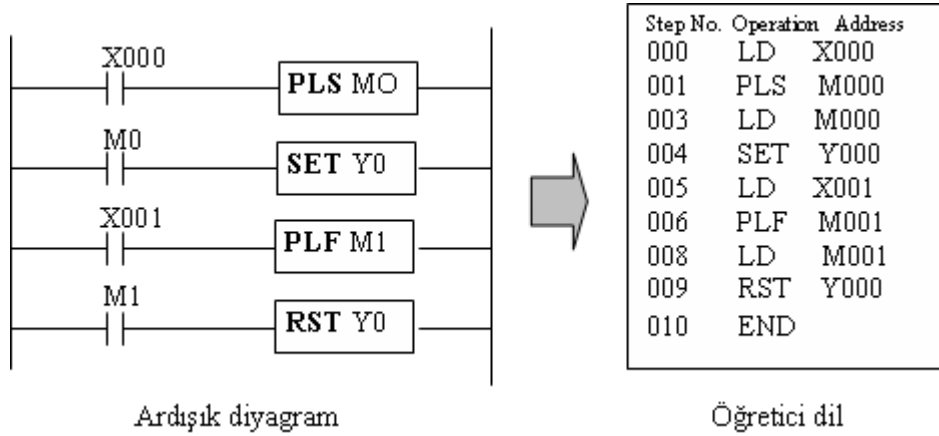 X000
PLS MO
M0
SET Y0
X001
PLF M1
M1
RST Y0
Ardışık diyagram
Step No. Operation Address
000 LD X000
001 PLS M000
003 LD M000
004 SET Y000
005 LD X001
006 PLF M001
008 LD M001
009 RST Y000
010 END
Öğretici dil